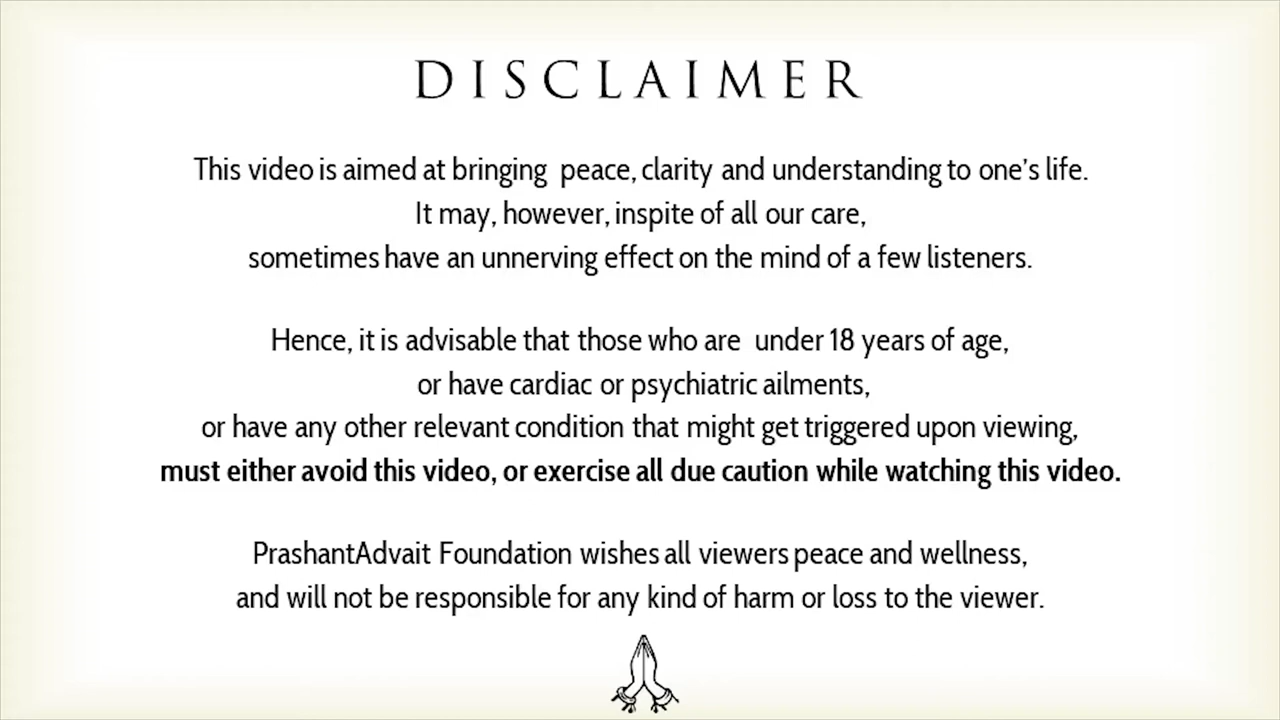 DISCLAIMER
This video is aimed at bringing peace, clarity and understanding to one's life.
It may, however, inspite of all our care,
sometimes have an unnerving effect on the mind of a few listeners.
Hence, it is advisable that those who are under 18 years of age,
or have cardiac or psychiatric ailments,
or have any other relevant condition that might get triggered upon viewing,
must either avoid this video, or exercise all due caution while watching this video.
PrashantAdvait Foundation wishes all viewers peace and wellness,
and will not be responsible for any kind of harm or loss to the viewer.